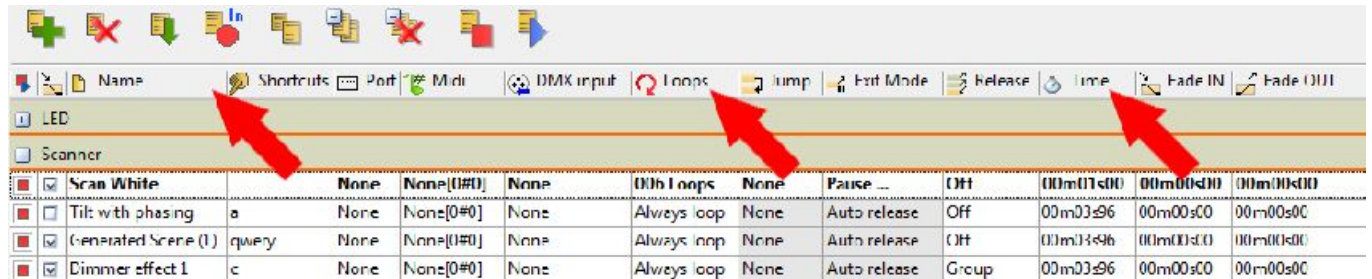 In
Name Shortcuts Port Midi DMX input Loops Jump Exit Mode Release Time Fade IN Fade OUT
LED
Scanner
Scan White None None[0#0] None 006 Loops None Pause ... Off 00m01s00 00m00s00 00m00s00
Tilt with phasing a None None[0#0] None Always loop None Auto release Off 00m03s96 00m00s00 00m00s00
Generated Scene (1) qwery None None[0#0] None Always loop None Auto release Off 00m03s96 00m00s00 00m00s00
Dimmer effect 1 c None None[0#0] None Always loop None Auto release Group 00m03s96 00m00s00 00m00s00